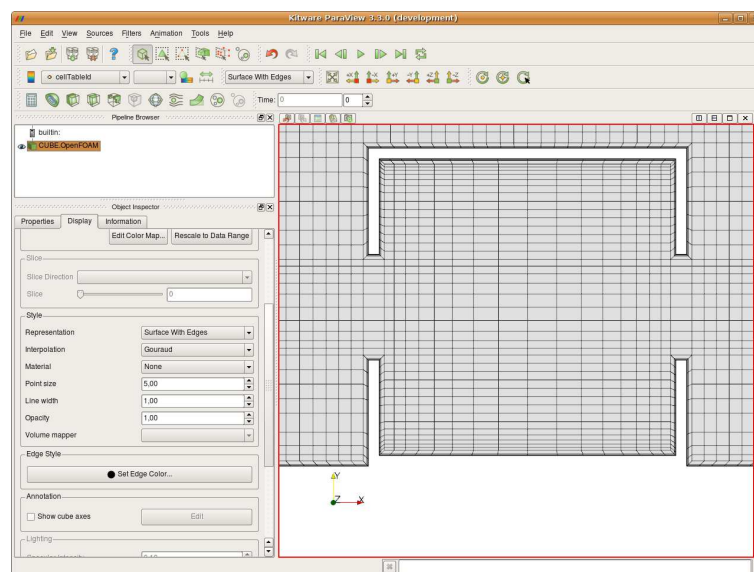 Kitware ParaView 3.3.0 (development)
File Edit View Sources Filters Animation Tools Help
?
cellTableId Surface With Edges +X -X +Y -Y +Z -Z
Time: 0 0
Pipeline Browser
builtin:
CUBE.OpenFOAM
Object Inspector
Properties Display Information
Edit Color Map... Rescale to Data Range
Slice
Slice Direction
Slice 0
Style
Representation Surface With Edges
Interpolation Gouraud
Material None
Point size 5,00
Line width 1,00
Opacity 1,00
Volume mapper
Edge Style
Set Edge Color...
Annotation
Show cube axes Edit
Lighting
Y
Z X